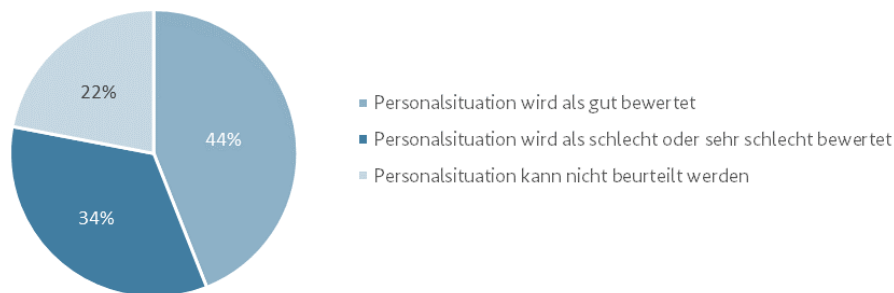 22%
44%
34%
Personalsituation wird als gut bewertet
Personalsituation wird als schlecht oder sehr schlecht bewertet
Personalsituation kann nicht beurteilt werden